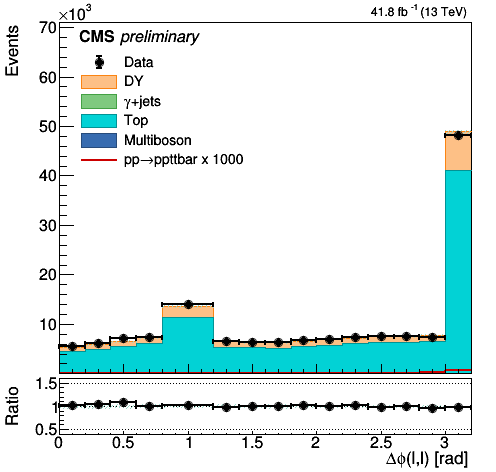 ×10³
41.8 fb⁻¹ (13 TeV)
Events
CMS preliminary
Data
DY
γ+jets
Top
Multiboson
pp→ppttbar x 1000
70
60
50
40
30
20
10
Ratio
1.5
1
0.5
0 0.5 1 1.5 2 2.5 3
Δϕ(l,l) [rad]